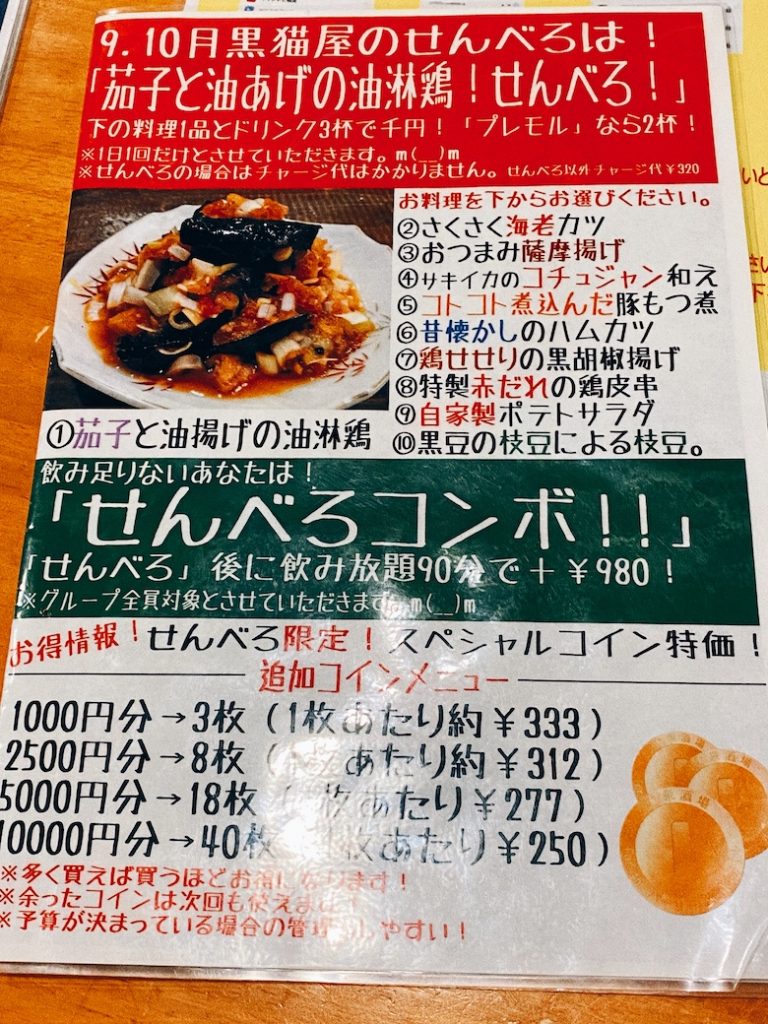 9.10月黒猫屋のせんべろは！
「茄子と油あげの油淋鶏！せんべろ！」
下の料理1品とドリンク3杯で千円！「プレモル」なら2杯！
※1日1回だけとさせていただきます。m(__)m
※せんべろの場合はチャージ代はかかりません。せんべろ以外チャージ代￥320
お料理を下からお選びください。
②さくさく海老カツ
③おつまみ薩摩揚げ
④サキイカのコチュジャン和え
⑤コトコト煮込んだ豚もつ煮
⑥昔懐かしのハムカツ
⑦鶏せせりの黒胡椒揚げ
⑧特製赤だれの鶏皮串
⑨自家製ポテトサラダ
⑩黒豆の枝豆による枝豆。
①茄子と油揚げの油淋鶏
飲み足りないあなたは！
「せんべろコンボ！！」
「せんべろ」後に飲み放題90分で＋￥980！
※グループ全員対象とさせていただきます。m(__)m
お得情報！せんべろ限定！スペシャルコイン特価！
追加コインメニュー
1000円分→3枚（1枚あたり約￥333）
2500円分→8枚（1枚あたり約￥312）
5000円分→18枚（1枚あたり￥277）
10000円分→40枚（1枚あたり￥250）
※多く買えば買うほどお得になります！
※余ったコインは次回も使えます！
※予算が決まっている場合の管理もしやすい！